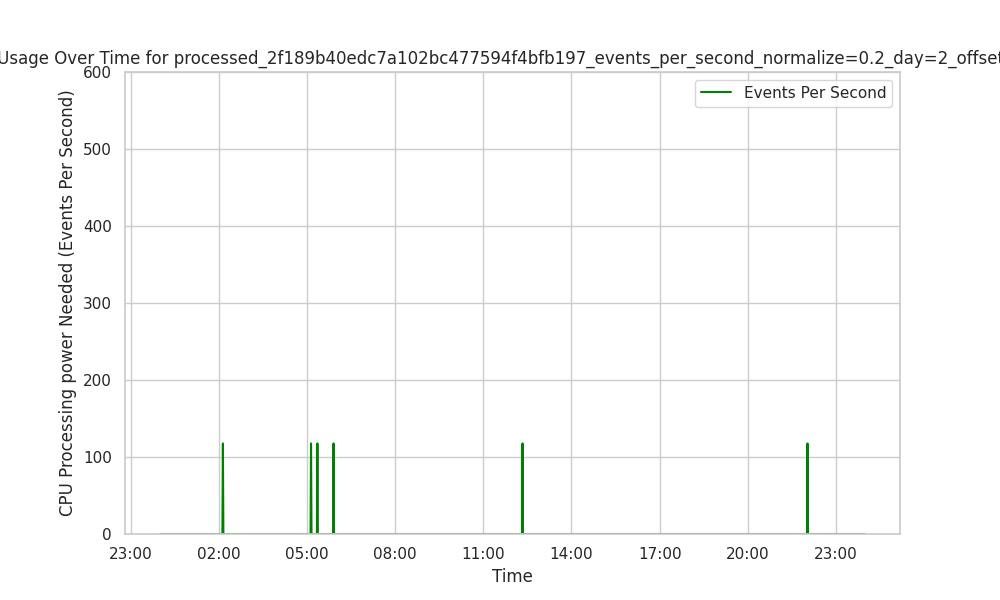 Usage Over Time for processed_2f189b40edc7a102bc477594f4bfb197_events_per_second_normalize=0.2_day=2_offset
Events Per Second
CPU Processing power Needed (Events Per Second)
600
500
400
300
200
100
0
23:00 02:00 05:00 08:00 11:00 14:00 17:00 20:00 23:00
Time